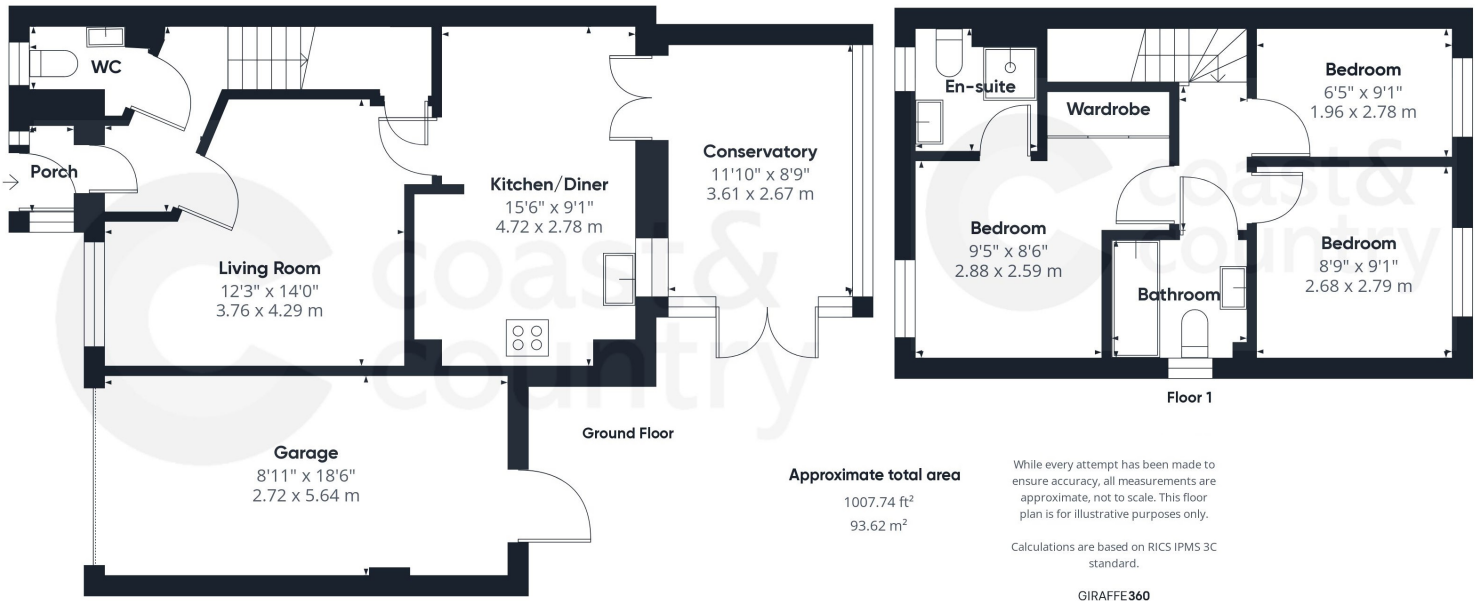 WC
Porch
Living Room
12'3" x 14'0"
3.76 x 4.29 m
Kitchen/Diner
15'6" x 9'1"
4.72 x 2.78 m
Conservatory
11'10" x 8'9"
3.61 x 2.67 m
Garage
8'11" x 18'6"
2.72 x 5.64 m
Ground Floor
En-suite
Wardrobe
Bedroom
6'5" x 9'1"
1.96 x 2.78 m
Bedroom
9'5" x 8'6"
2.88 x 2.59 m
Bathroom
Bedroom
8'9" x 9'1"
2.68 x 2.79 m
Floor 1
coast &
country
coast &
country
Approximate total area
1007.74 ft²
93.62 m²
While every attempt has been made to
ensure accuracy, all measurements are
approximate, not to scale. This floor
plan is for illustrative purposes only.
Calculations are based on RICS IPMS 3C
standard.
GIRAFFE360